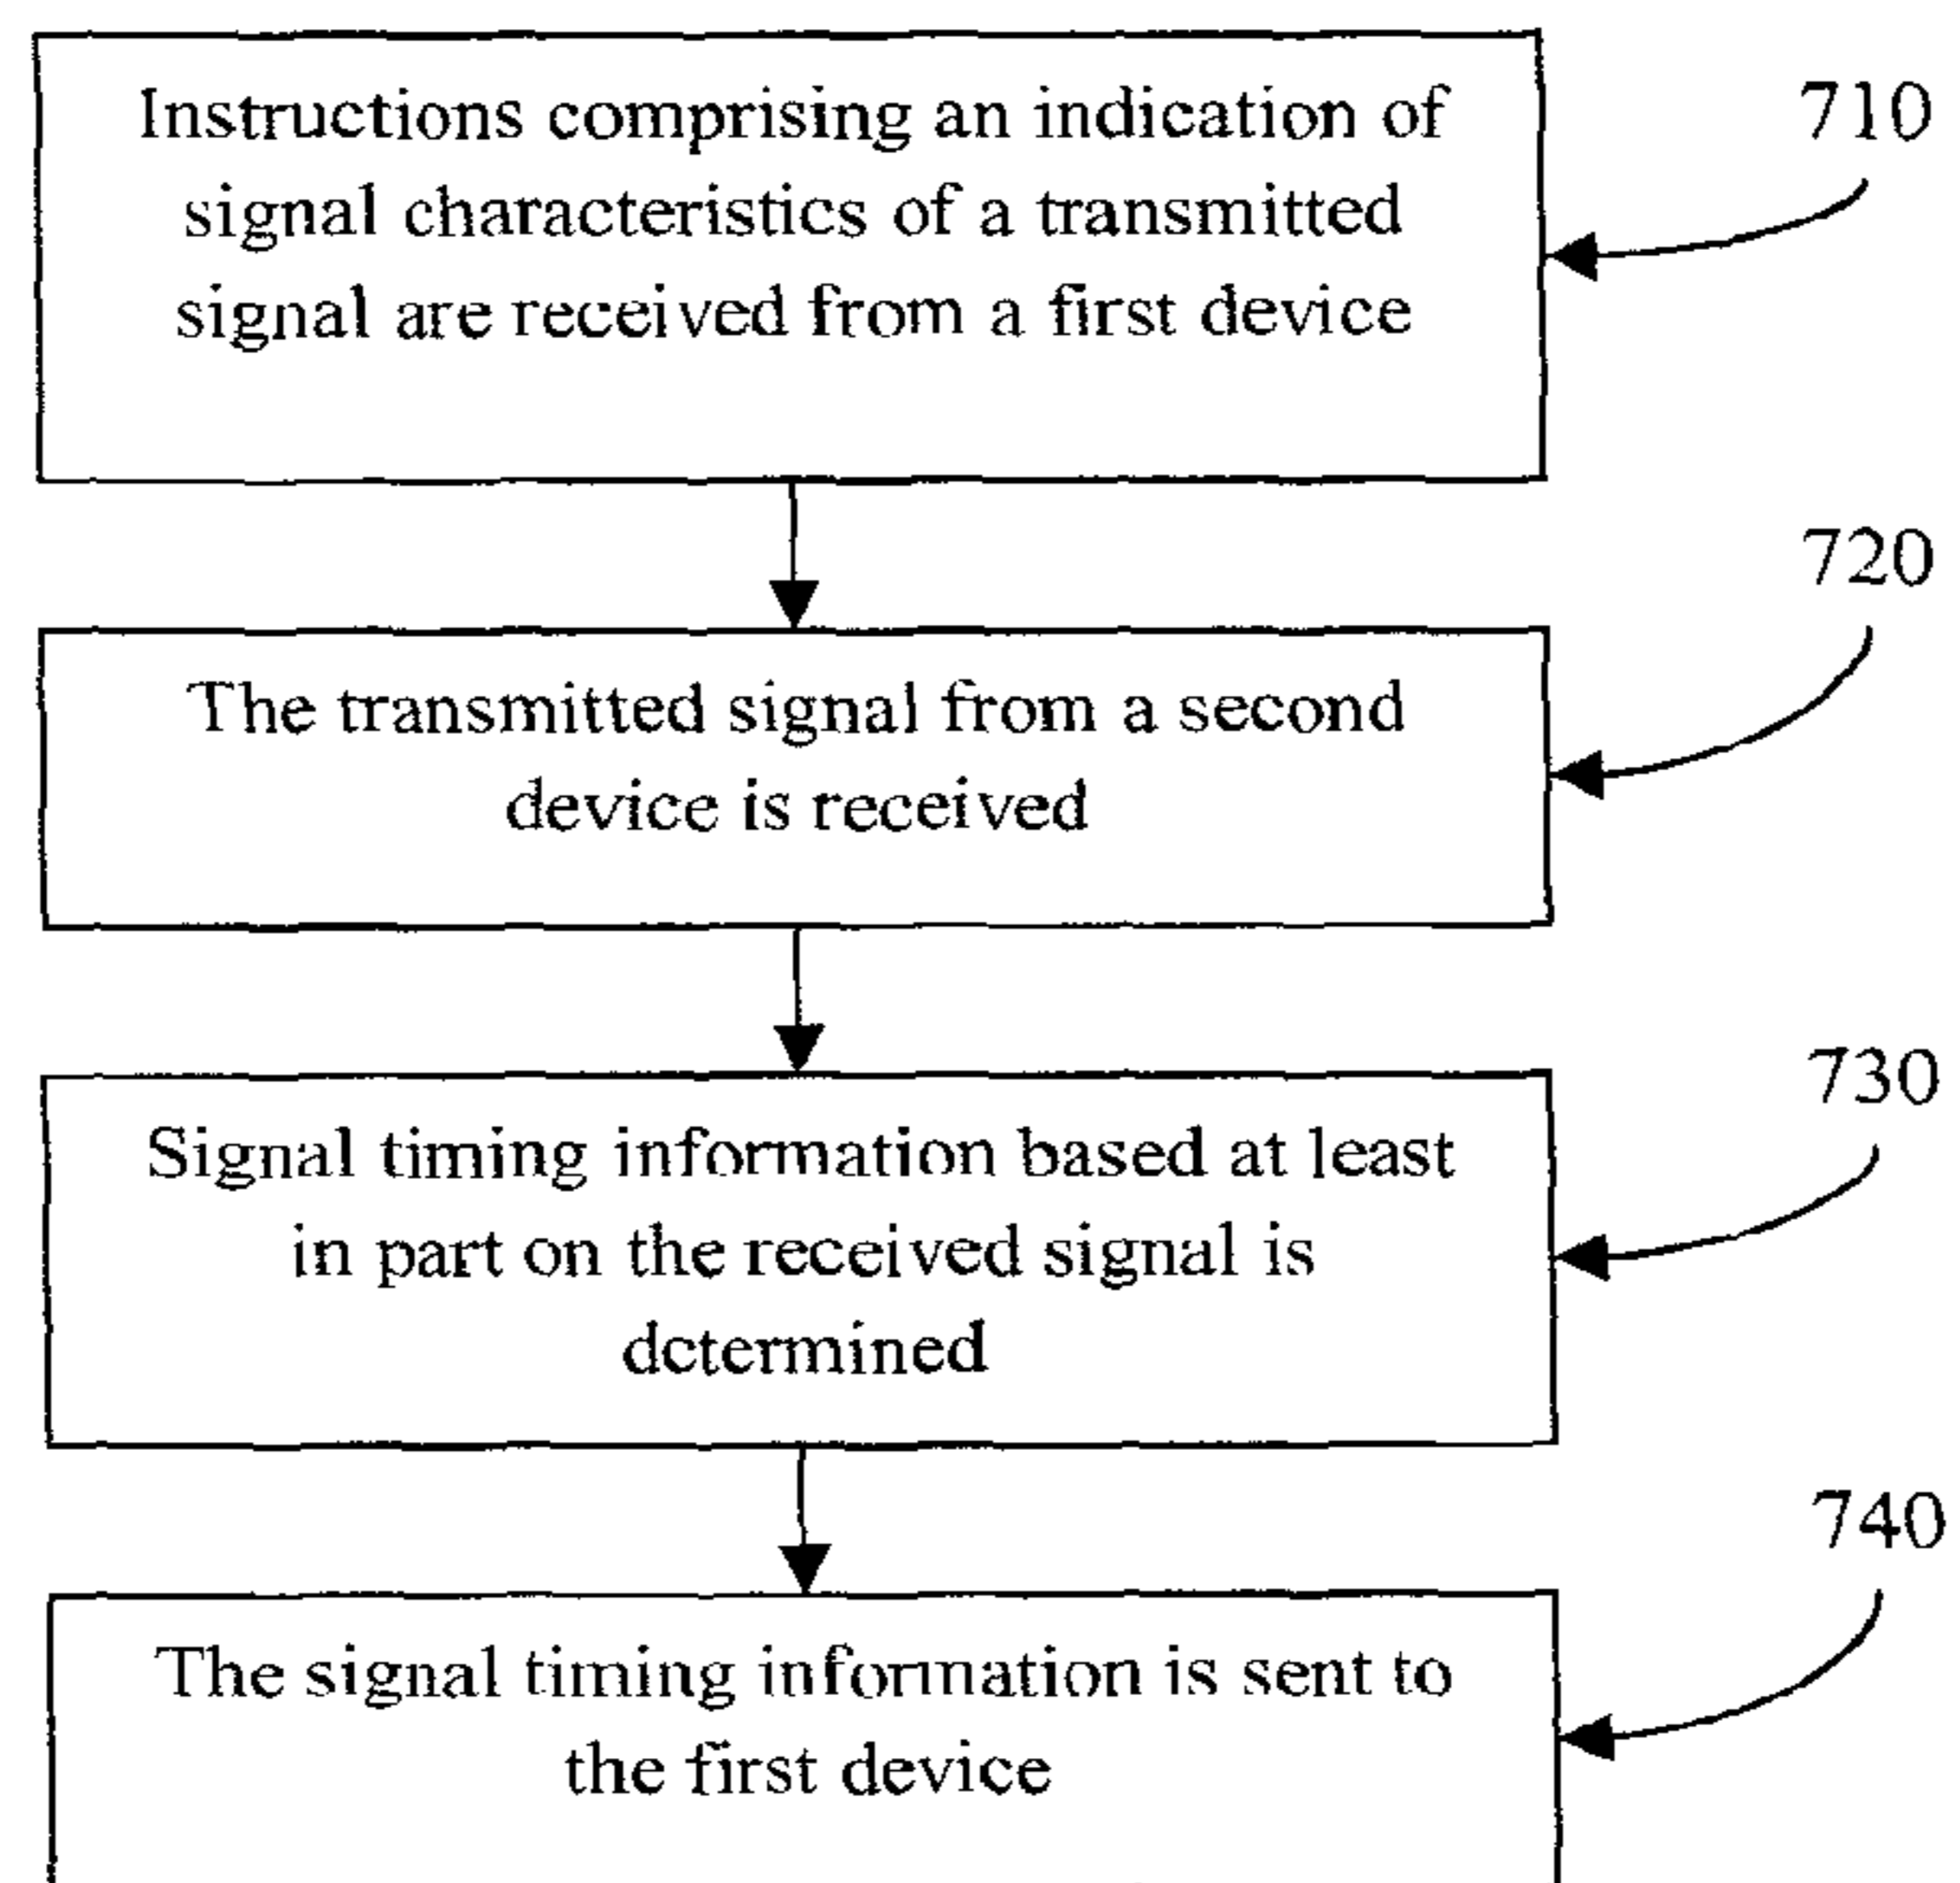 Instructions comprising an indication of
signal characteristics of a transmitted
signal are received from a first device
710
The transmitted signal from a second
device is received
720
Signal timing information based at least
in part on the received signal is
determined
730
The signal timing information is sent to
the first device
740